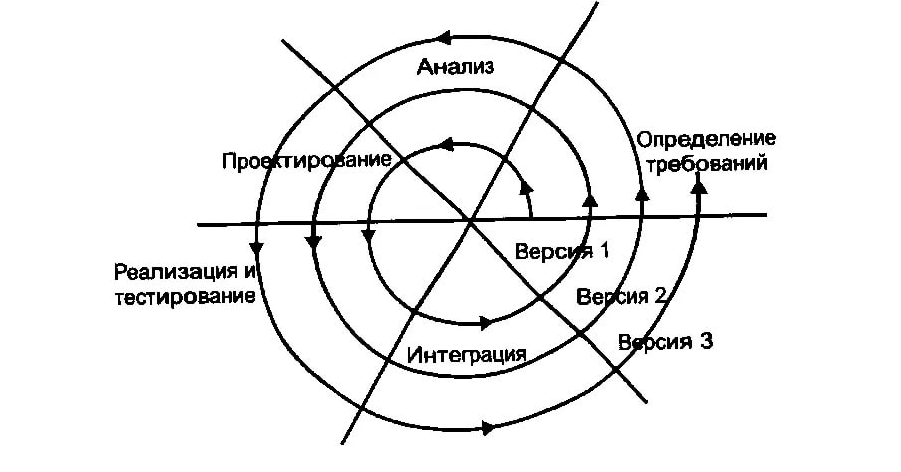 Анализ
Определение
требований
Проектирование
Версия 1
Реализация и
тестирование
Версия 2
Версия 3
Интеграция